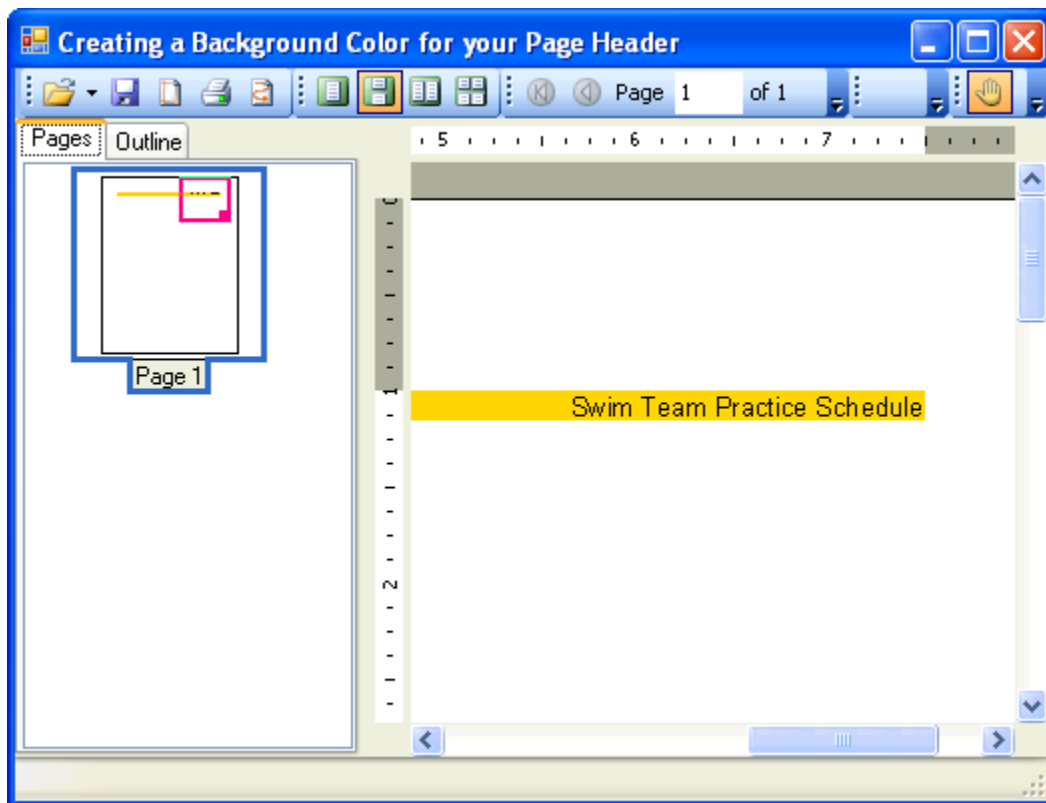 Creating a Background Color for your Page Header
Page 1 of 1
Pages Outline
5 6 7
Page 1
0
1
Swim Team Practice Schedule
2